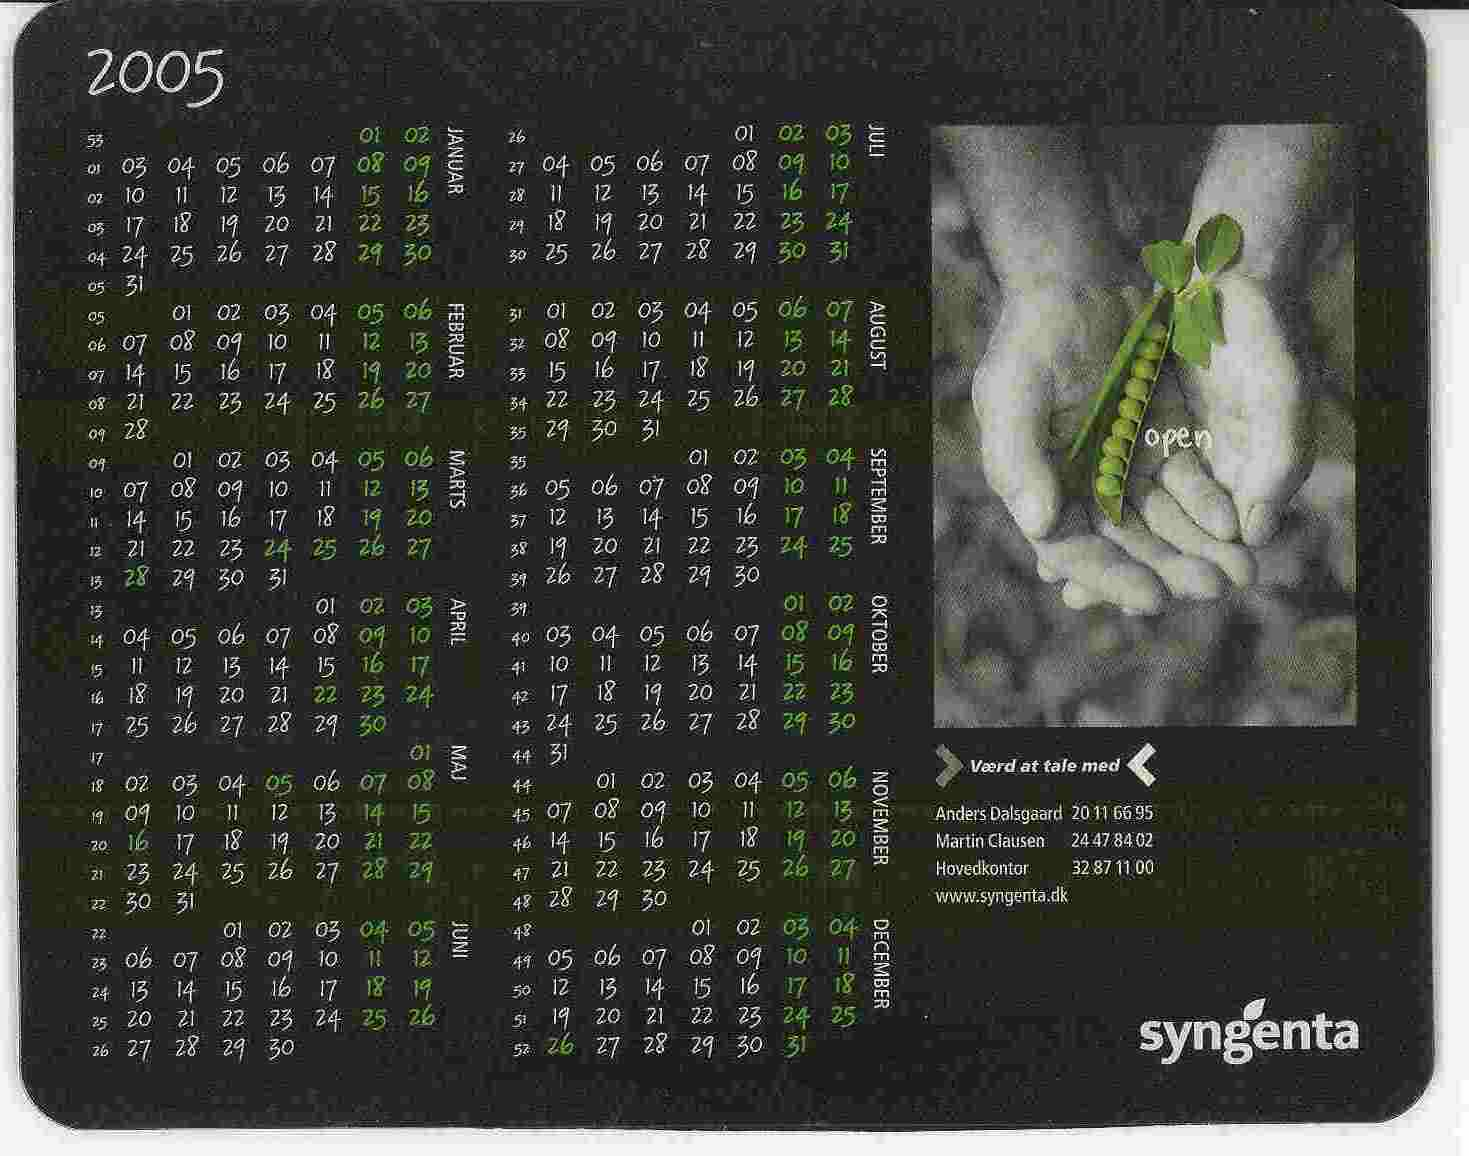 2005
53 01 02 JANUAR
01 03 04 05 06 07 08 09
02 10 11 12 13 14 15 16
03 17 18 19 20 21 22 23
04 24 25 26 27 28 29 30
05 31
05 01 02 03 04 05 06 FEBRUAR
06 07 08 09 10 11 12 13
07 14 15 16 17 18 19 20
08 21 22 23 24 25 26 27
09 28
09 01 02 03 04 05 06 MARTS
10 07 08 09 10 11 12 13
11 14 15 16 17 18 19 20
12 21 22 23 24 25 26 27
13 28 29 30 31
13 01 02 03 APRIL
14 04 05 06 07 08 09 10
15 11 12 13 14 15 16 17
16 18 19 20 21 22 23 24
17 25 26 27 28 29 30
17 01 MAJ
18 02 03 04 05 06 07 08
19 09 10 11 12 13 14 15
20 16 17 18 19 20 21 22
21 23 24 25 26 27 28 29
22 30 31
22 01 02 03 04 05 JUNI
23 06 07 08 09 10 11 12
24 13 14 15 16 17 18 19
25 20 21 22 23 24 25 26
26 27 28 29 30
26 01 02 03 JULI
27 04 05 06 07 08 09 10
28 11 12 13 14 15 16 17
29 18 19 20 21 22 23 24
30 25 26 27 28 29 30 31
31 01 02 03 04 05 06 07 AUGUST
32 08 09 10 11 12 13 14
33 15 16 17 18 19 20 21
34 22 23 24 25 26 27 28
35 29 30 31
35 01 02 03 04 SEPTEMBER
36 05 06 07 08 09 10 11
37 12 13 14 15 16 17 18
38 19 20 21 22 23 24 25
39 26 27 28 29 30
39 01 02 OKTOBER
40 03 04 05 06 07 08 09
41 10 11 12 13 14 15 16
42 17 18 19 20 21 22 23
43 24 25 26 27 28 29 30
44 31
44 01 02 03 04 05 06 NOVEMBER
45 07 08 09 10 11 12 13
46 14 15 16 17 18 19 20
47 21 22 23 24 25 26 27
48 28 29 30
48 01 02 03 04 DECEMBER
49 05 06 07 08 09 10 11
50 12 13 14 15 16 17 18
51 19 20 21 22 23 24 25
52 26 27 28 29 30 31
open
Værd at tale med
Anders Dalsgaard 20 11 66 95
Martin Clausen 24 47 84 02
Hovedkontor 32 87 11 00
www.syngenta.dk
syngenta